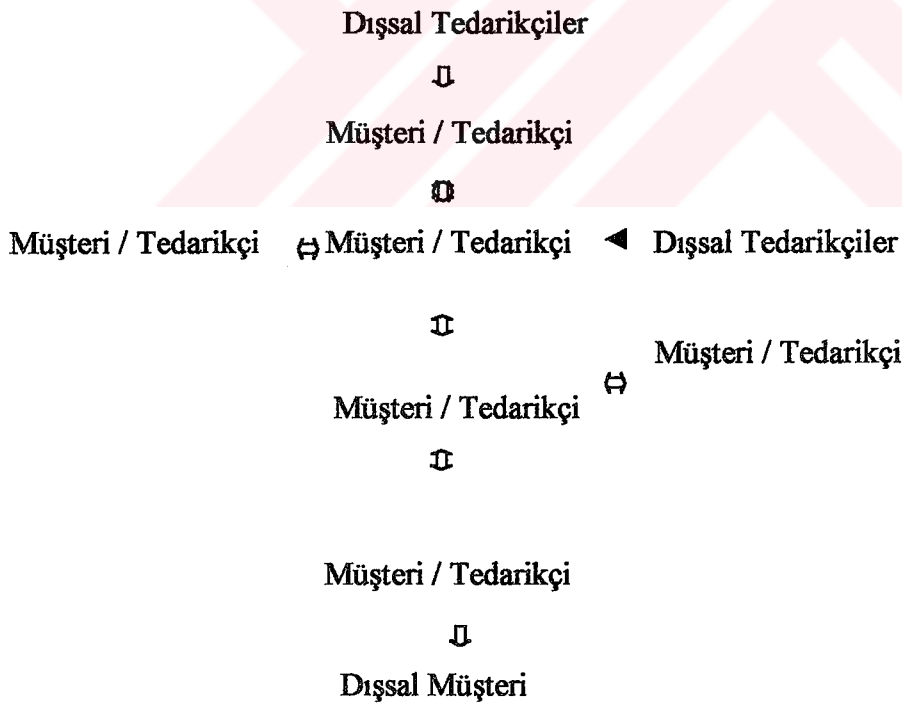 Dışsal Tedarikçiler
Müşteri / Tedarikçi
Müşteri / Tedarikçi Müşteri / Tedarikçi Dışsal Tedarikçiler
Müşteri / Tedarikçi
Müşteri / Tedarikçi
Müşteri / Tedarikçi
Dışsal Müşteri